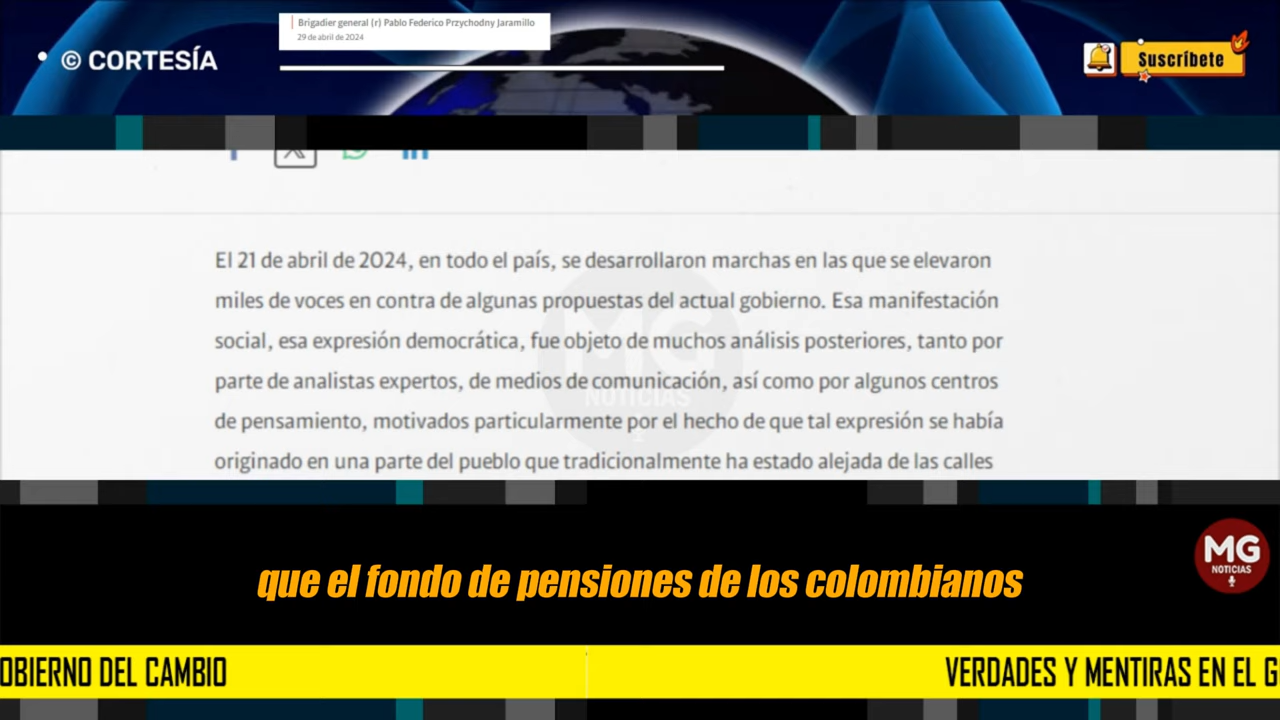 Brigadier general (r) Pablo Federico Przychodny Jaramillo
29 de abril de 2024
© CORTESÍA
Suscríbete
El 21 de abril de 2024, en todo el país, se desarrollaron marchas en las que se elevaron
miles de voces en contra de algunas propuestas del actual gobierno. Esa manifestación
social, esa expresión democrática, fue objeto de muchos análisis posteriores, tanto por
parte de analistas expertos, de medios de comunicación, así como por algunos centros
de pensamiento, motivados particularmente por el hecho de que tal expresión se había
originado en una parte del pueblo que tradicionalmente ha estado alejada de las calles
MG
NOTICIAS
que el fondo de pensiones de los colombianos
MG
NOTICIAS
OBIERNO DEL CAMBIO
VERDADES Y MENTIRAS EN EL G